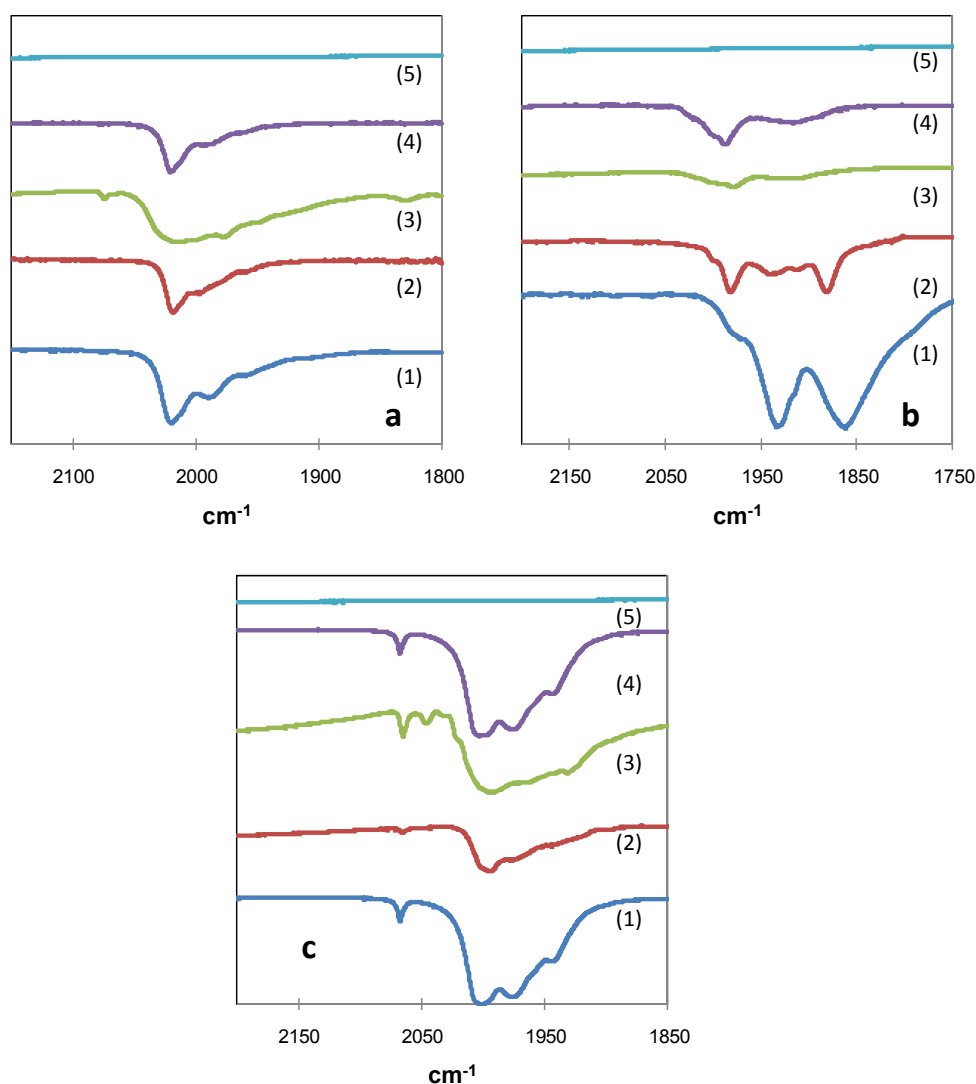 (5)
(4)
(3)
(2)
(1)
a
2100 2000 1900 1800
cm-1
(5)
(4)
(3)
(2)
(1)
b
2150 2050 1950 1850 1750
cm-1
(5)
(4)
(3)
(2)
(1)
c
2150 2050 1950 1850
cm-1